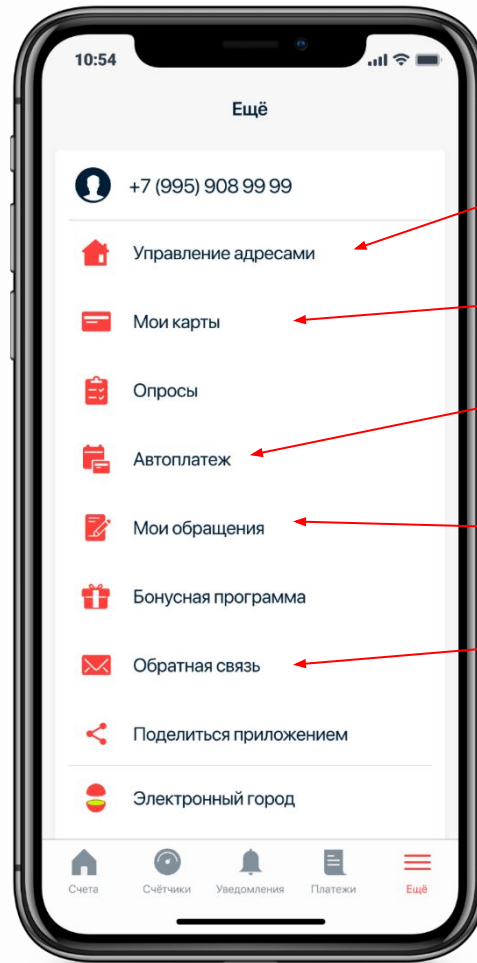 10:54
Ещё
+7 (995) 908 99 99
Управление адресами
Мои карты
Опросы
Автоплатеж
Мои обращения
Бонусная программа
Обратная связь
Поделиться приложением
Электронный город
Счета Счётчики Уведомления Платежи Ещё